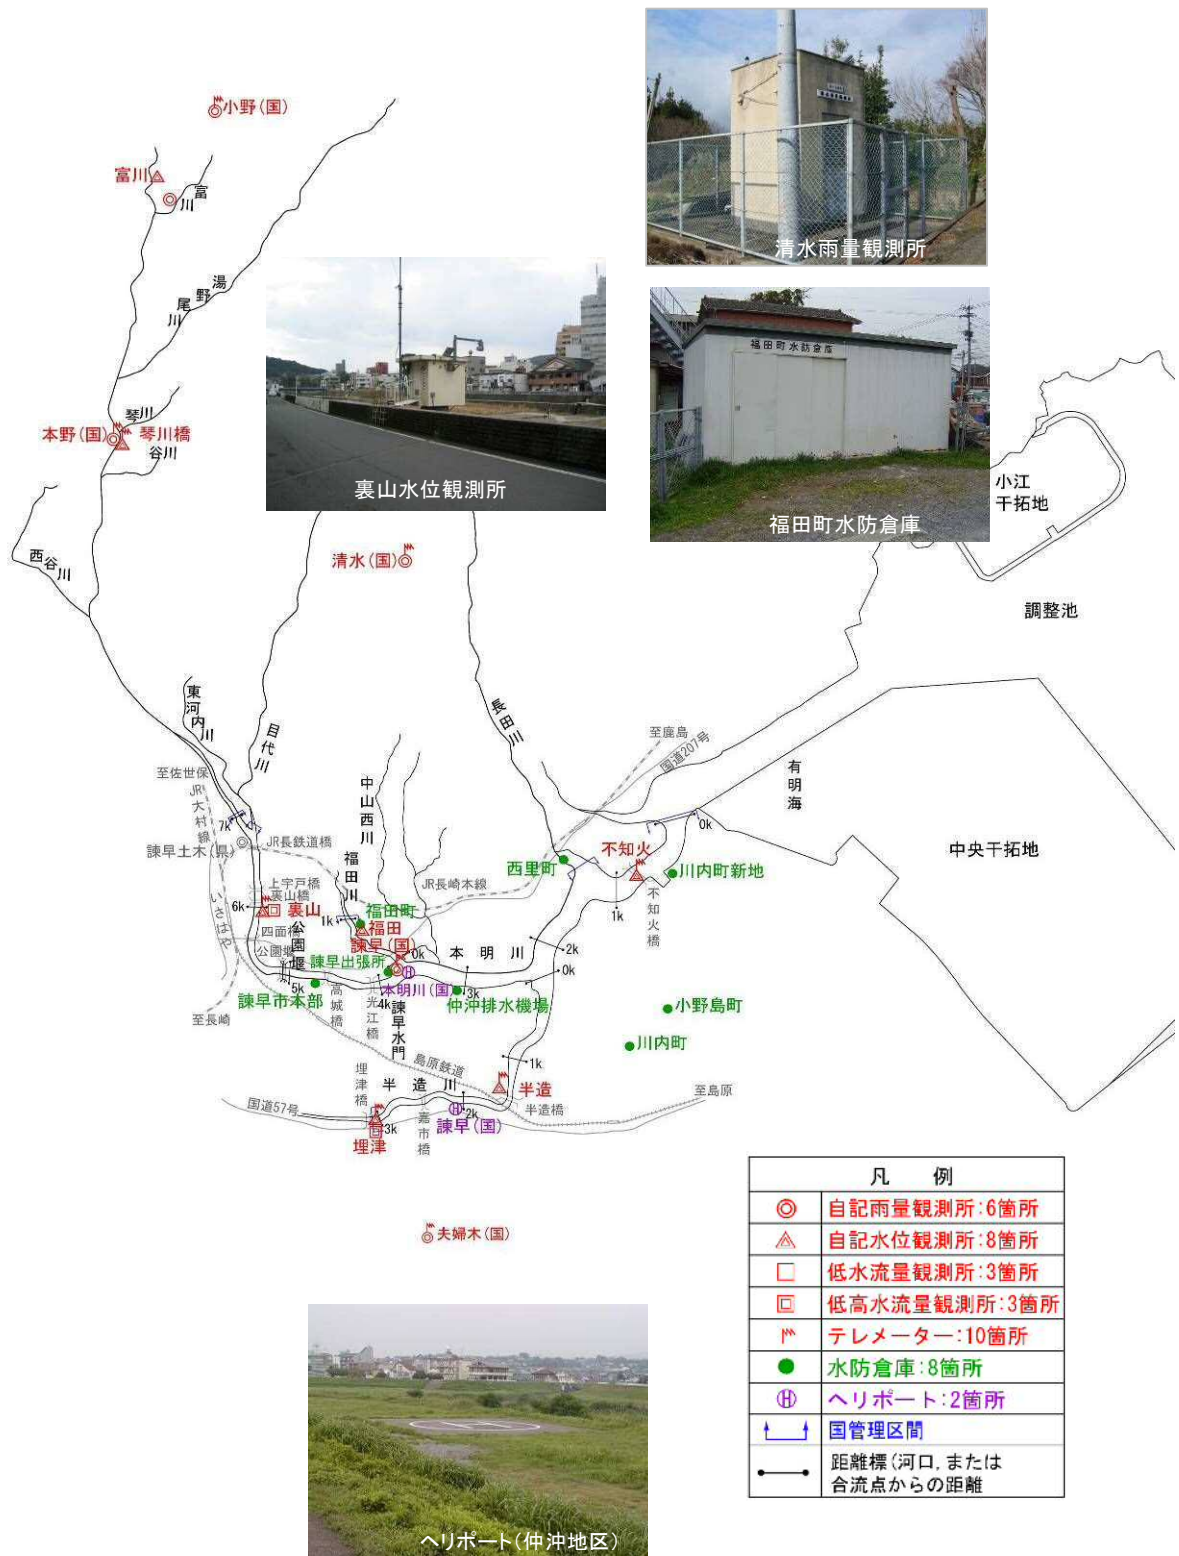 小野(国)
富川
富川
湯野尾川
清水雨量観測所
福田町水防倉庫
福田町水防倉庫
裏山水位観測所
琴川
本野(国)
琴川橋
谷川
西谷川
清水(国)
小江
干拓地
調整池
東河内川
目代川
長田川
中山西川
福田川
至鹿島
国道207号
有明海
中央干拓地
至佐世保
JR大村線
7k
JR長鉄道橋
諫早土木(県)
JR長崎本線
0k
西里町
不知火
川内町新地
不知火橋
1k
上宇戸橋
裏山橋
6k
裏山
四面橋
いさはや
公園堰
公園堰
1k
福田町
福田
諫早(国)
0k
本明川
2k
0k
諫早出張所
本明川(国)
4k
3k
仲沖排水機場
5k
諫早市本部
高城橋
光江橋
諫早水門
至長崎
小野島町
川内町
島原鉄道
1k
埋津橋
半造川
半造
半造橋
至島原
国道57号
2k
諫早(国)
嘉市橋
3k
埋津
夫婦木(国)
凡例
自記雨量観測所:6箇所
自記水位観測所:8箇所
低水流量観測所:3箇所
低高水流量観測所:3箇所
テレメーター:10箇所
水防倉庫:8箇所
ヘリポート:2箇所
国管理区間
距離標(河口,または
合流点からの距離
ヘリポート(仲沖地区)